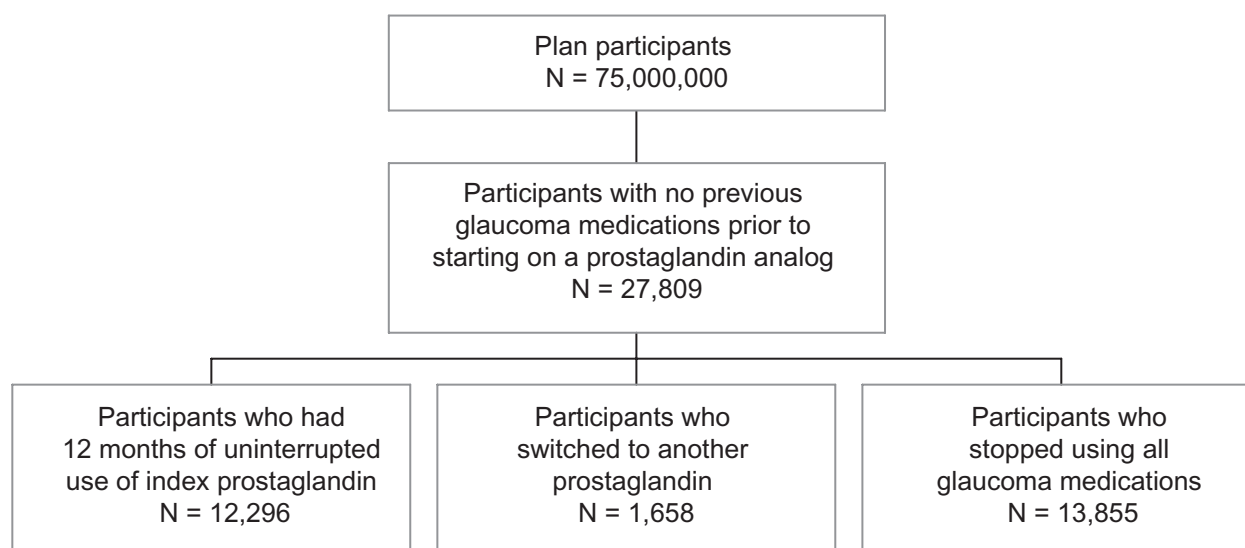 Plan participants
N = 75,000,000
Participants with no previous
glaucoma medications prior to
starting on a prostaglandin analog
N = 27,809
Participants who had
12 months of uninterrupted
use of index prostaglandin
N = 12,296
Participants who
switched to another
prostaglandin
N = 1,658
Participants who
stopped using all
glaucoma medications
N = 13,855